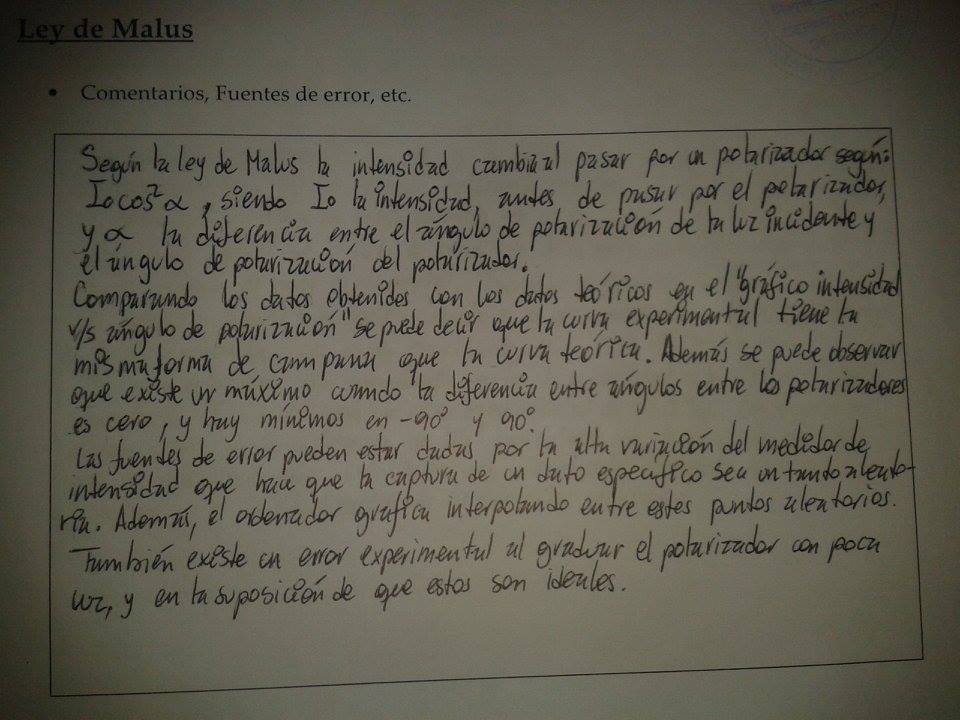 Ley de Malus
• Comentarios, Fuentes de error, etc.
Según la ley de Malus la intensidad cambia al pasar por un polarizador según:
I₀cos²α, siendo I₀ la intensidad, antes de pasar por el polarizador,
y α la diferencia entre el ángulo de polarización de la luz incidente y
el ángulo de polarización del polarizador.
Comparando los datos obtenidos con los datos teóricos en el "gráfico intensidad
v/s ángulo de polarización" se puede decir que la curva experimental tiene la
misma forma de campana que la curva teórica. Además se puede observar
que existe un máximo cuando la diferencia entre ángulos entre los polarizadores
es cero, y hay mínimos en -90° y 90°.
Las fuentes de error pueden estar dadas por la alta variación del medidor de
intensidad que hace que la captura de un dato específico sea un tanto aleato-
ria. Además, el ordenador grafica interpolando entre estos puntos aleatorios.
También existe un error experimental al graduar el polarizador con poca
luz, y en la suposición de que estos son ideales.